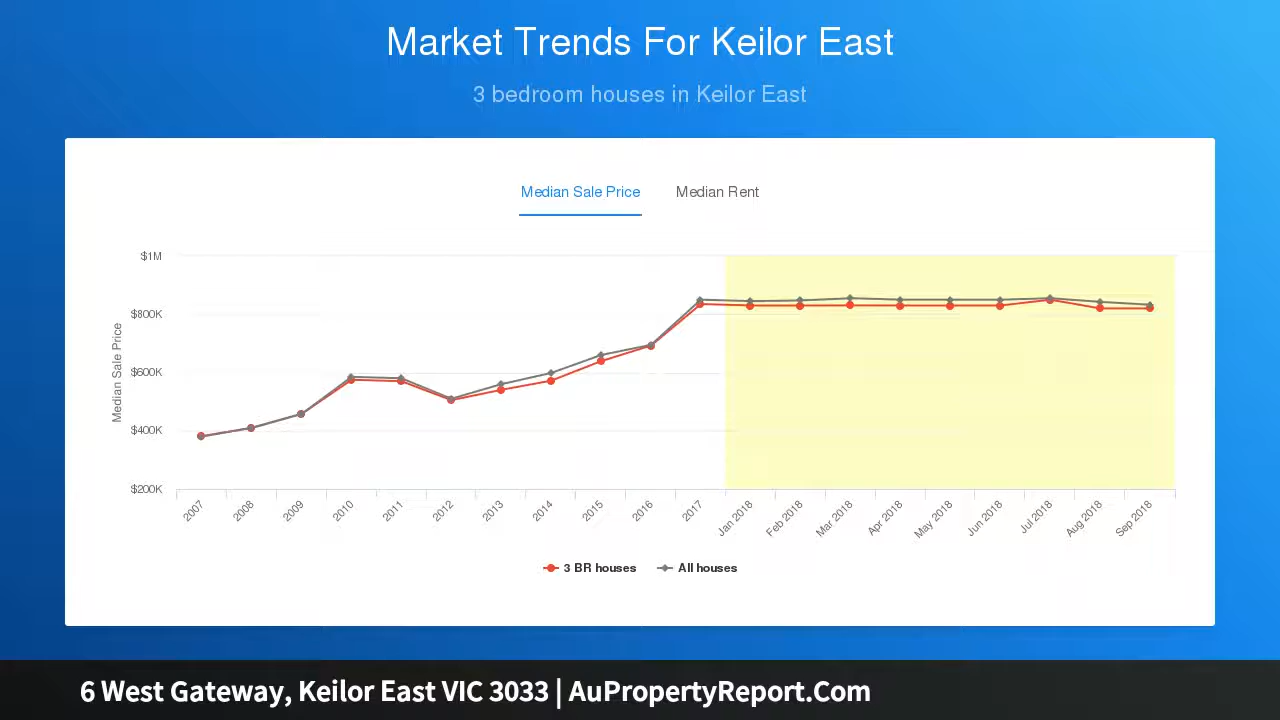 Market Trends For Keilor East
3 bedroom houses in Keilor East
Median Sale Price Median Rent
Median Sale Price
$1M
$800K
$600K
$400K
$200K
2007 2008 2009 2010 2011 2012 2013 2014 2015 2016 2017 Jan 2018 Feb 2018 Mar 2018 Apr 2018 May 2018 Jun 2018 Jul 2018 Aug 2018 Sep 2018
3 BR houses All houses
6 West Gateway, Keilor East VIC 3033 | AuPropertyReport.Com